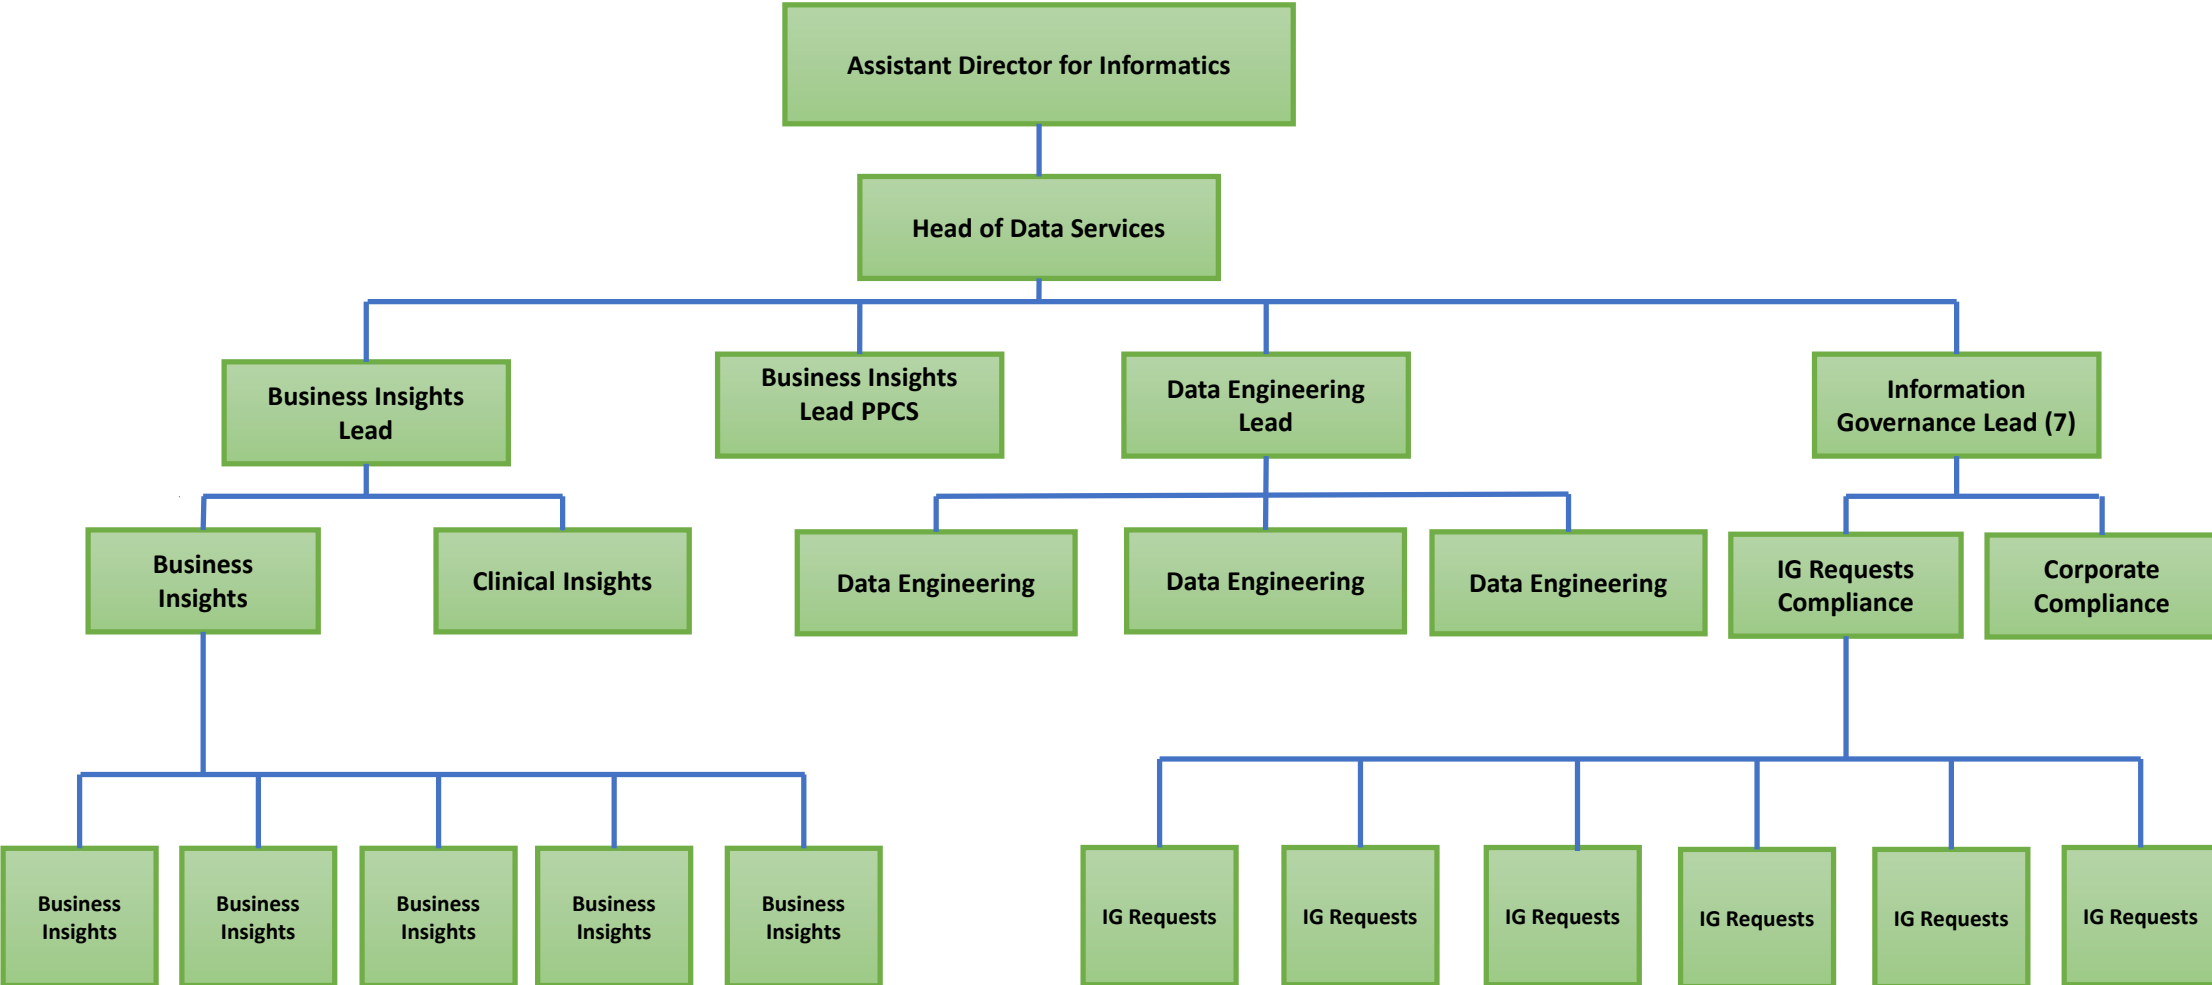 Assistant Director for Informatics
Head of Data Services
Business Insights
Lead
Business Insights
Lead PPCS
Data Engineering
Lead
Information
Governance Lead (7)
Business
Insights
Clinical Insights
Data Engineering
Data Engineering
Data Engineering
IG Requests
Compliance
Corporate
Compliance
Business
Insights
Business
Insights
Business
Insights
Business
Insights
Business
Insights
IG Requests
IG Requests
IG Requests
IG Requests
IG Requests
IG Requests